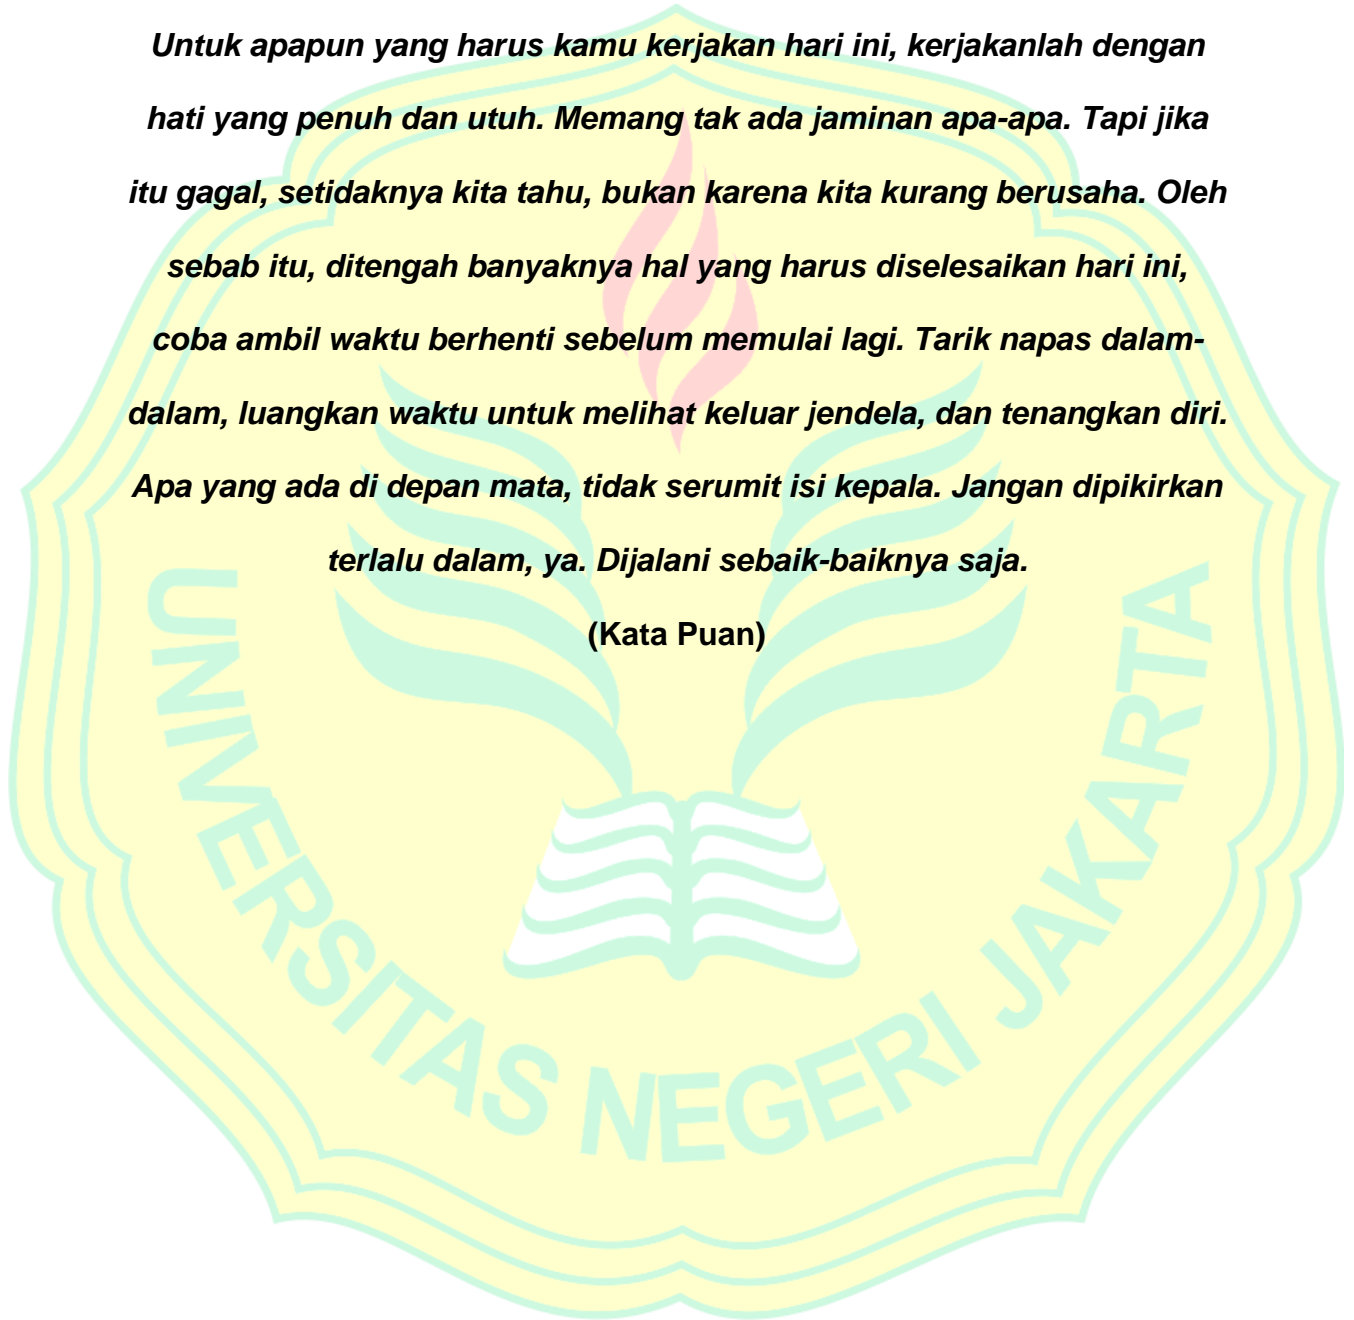 Untuk apapun yang harus kamu kerjakan hari ini, kerjakanlah dengan
hati yang penuh dan utuh. Memang tak ada jaminan apa-apa. Tapi jika
itu gagal, setidaknya kita tahu, bukan karena kita kurang berusaha. Oleh
sebab itu, ditengah banyaknya hal yang harus diselesaikan hari ini,
coba ambil waktu berhenti sebelum memulai lagi. Tarik napas dalam-
dalam, luangkan waktu untuk melihat keluar jendela, dan tenangkan diri.
Apa yang ada di depan mata, tidak serumit isi kepala. Jangan dipikirkan
terlalu dalam, ya. Dijalani sebaik-baiknya saja.
(Kata Puan)
UNIVERSITAS NEGERI JAKARTA